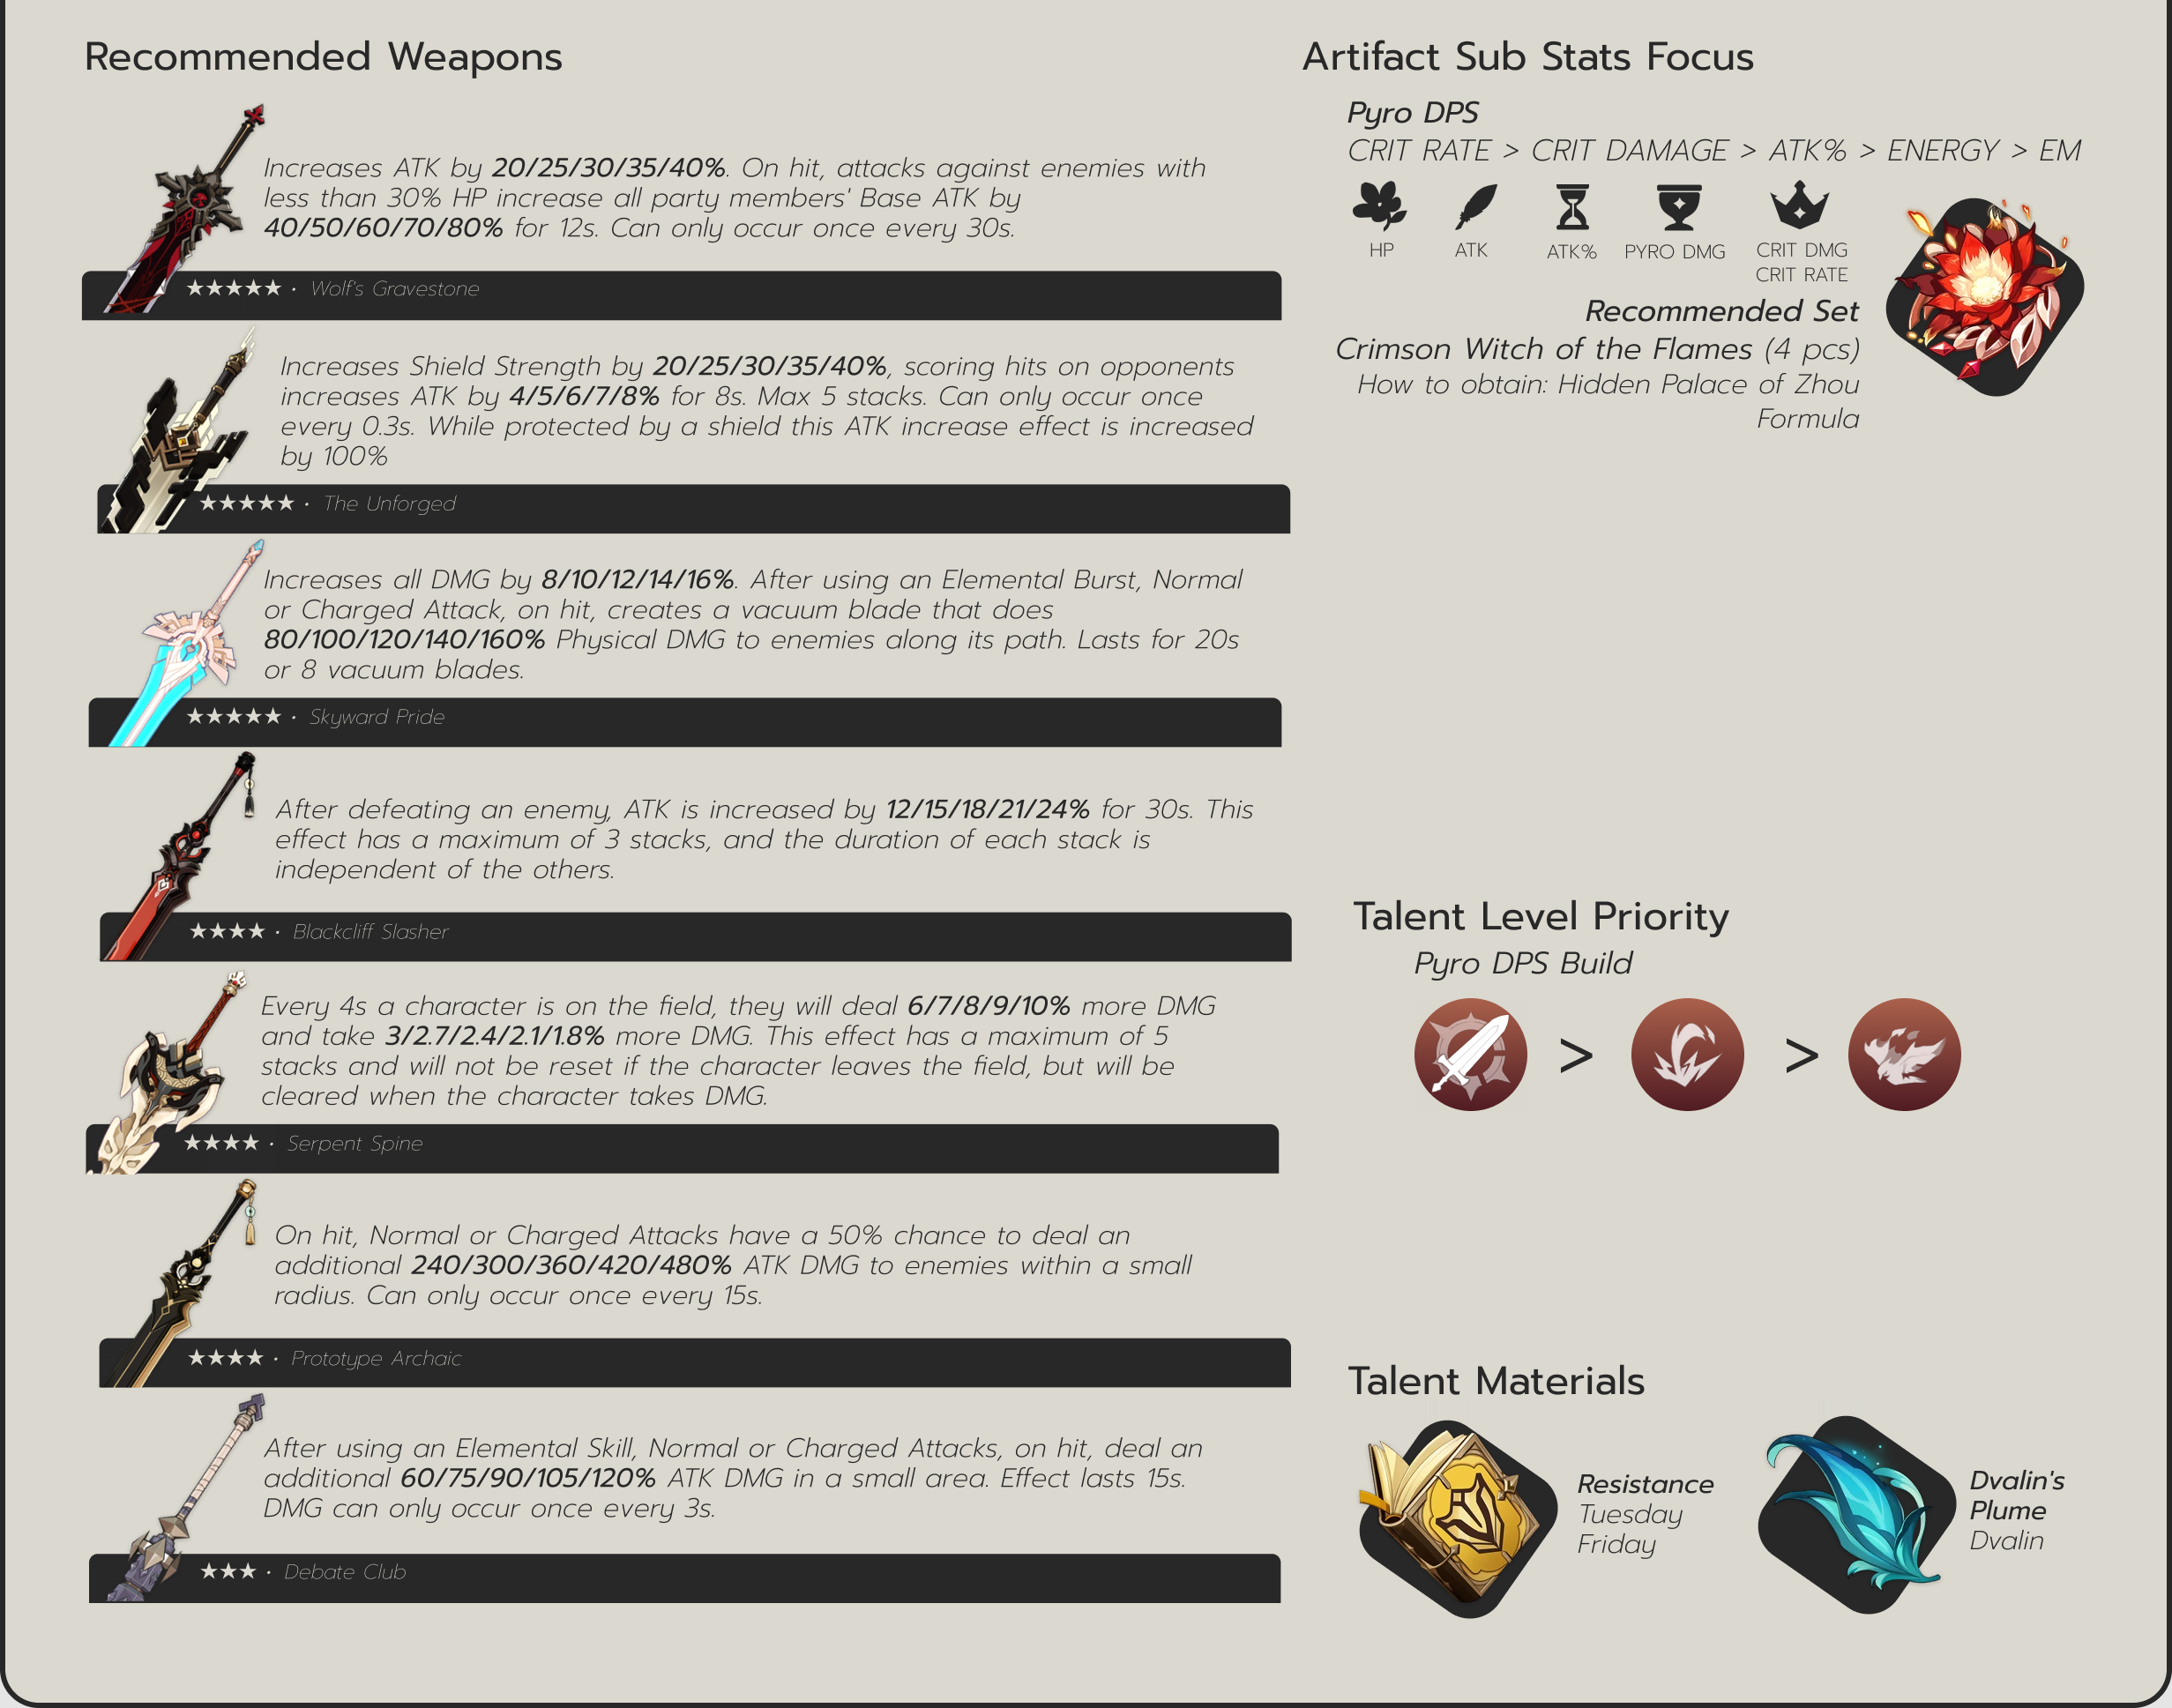 Recommended Weapons
Increases ATK by 20/25/30/35/40%. On hit, attacks against enemies with
less than 30% HP increase all party members' Base ATK by
40/50/60/70/80% for 12s. Can only occur once every 30s.
★★★★★ · Wolf's Gravestone
Increases Shield Strength by 20/25/30/35/40%, scoring hits on opponents
increases ATK by 4/5/6/7/8% for 8s. Max 5 stacks. Can only occur once
every 0.3s. While protected by a shield this ATK increase effect is increased
by 100%
★★★★★ · The Unforged
Increases all DMG by 8/10/12/14/16%. After using an Elemental Burst, Normal
or Charged Attack, on hit, creates a vacuum blade that does
80/100/120/140/160% Physical DMG to enemies along its path. Lasts for 20s
or 8 vacuum blades.
★★★★★ · Skyward Pride
After defeating an enemy, ATK is increased by 12/15/18/21/24% for 30s. This
effect has a maximum of 3 stacks, and the duration of each stack is
independent of the others.
★★★★ · Blackcliff Slasher
Every 4s a character is on the field, they will deal 6/7/8/9/10% more DMG
and take 3/2.7/2.4/2.1/1.8% more DMG. This effect has a maximum of 5
stacks and will not be reset if the character leaves the field, but will be
cleared when the character takes DMG.
★★★★ · Serpent Spine
On hit, Normal or Charged Attacks have a 50% chance to deal an
additional 240/300/360/420/480% ATK DMG to enemies within a small
radius. Can only occur once every 15s.
★★★★ · Prototype Archaic
After using an Elemental Skill, Normal or Charged Attacks, on hit, deal an
additional 60/75/90/105/120% ATK DMG in a small area. Effect lasts 15s.
DMG can only occur once every 3s.
★★★ · Debate Club
Artifact Sub Stats Focus
Pyro DPS
CRIT RATE > CRIT DAMAGE > ATK% > ENERGY > EM
HP ATK ATK% PYRO DMG CRIT DMG
CRIT RATE
Recommended Set
Crimson Witch of the Flames (4 pcs)
How to obtain: Hidden Palace of Zhou
Formula
Talent Level Priority
Pyro DPS Build
> >
Talent Materials
Resistance
Tuesday
Friday
Dvalin's
Plume
Dvalin